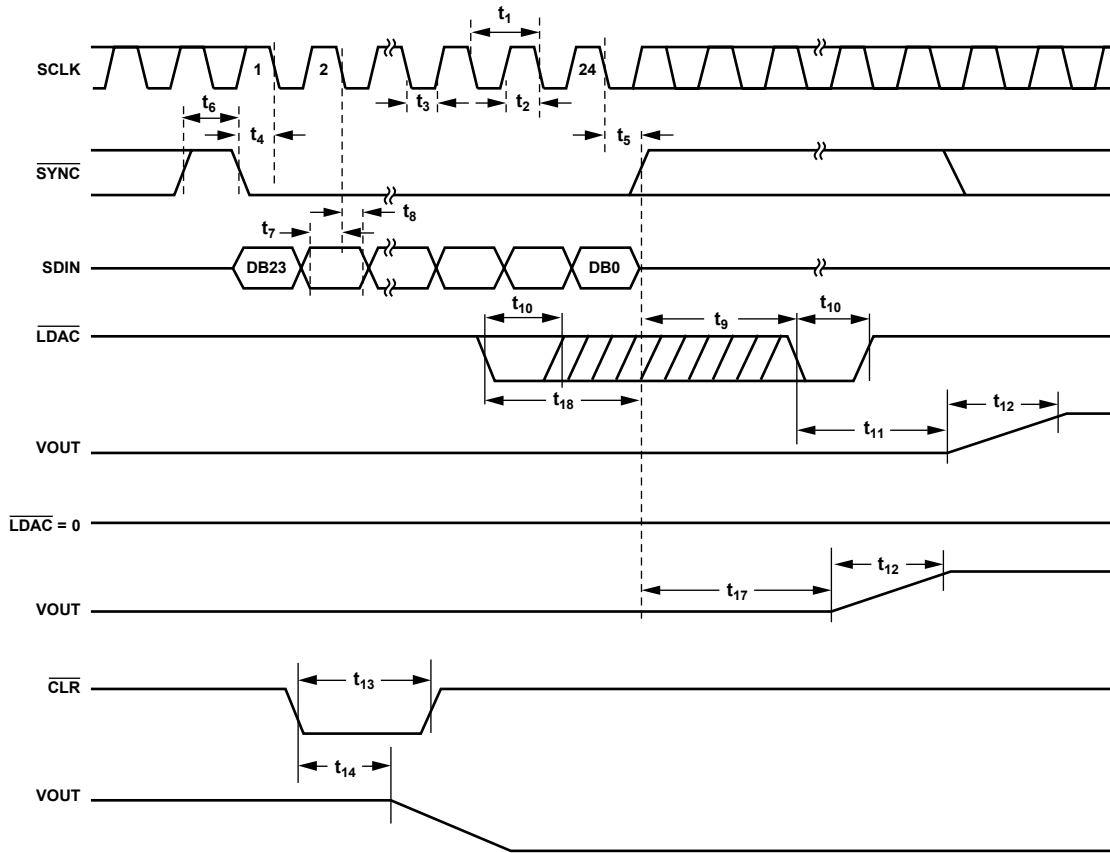 t1
SCLK
1
2
24
t3
t2
t6
t4
t5
SYNC
t8
t7
SDIN
DB23
DB0
t10
t9
t10
LDAC
t18
t12
t11
VOUT
LDAC = 0
t12
t17
VOUT
CLR
t13
t14
VOUT